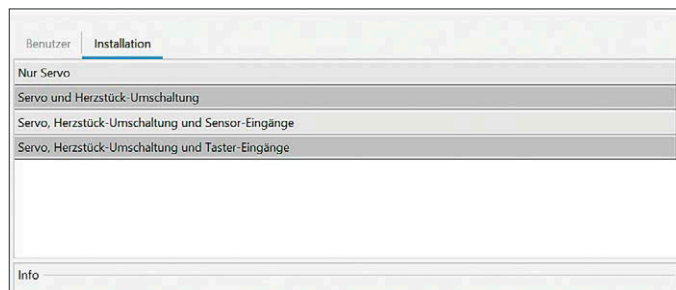 Benutzer Installation
Nur Servo
Servo und Herzstück-Umschaltung
Servo, Herzstück-Umschaltung und Sensor-Eingänge
Servo, Herzstück-Umschaltung und Taster-Eingänge
Info